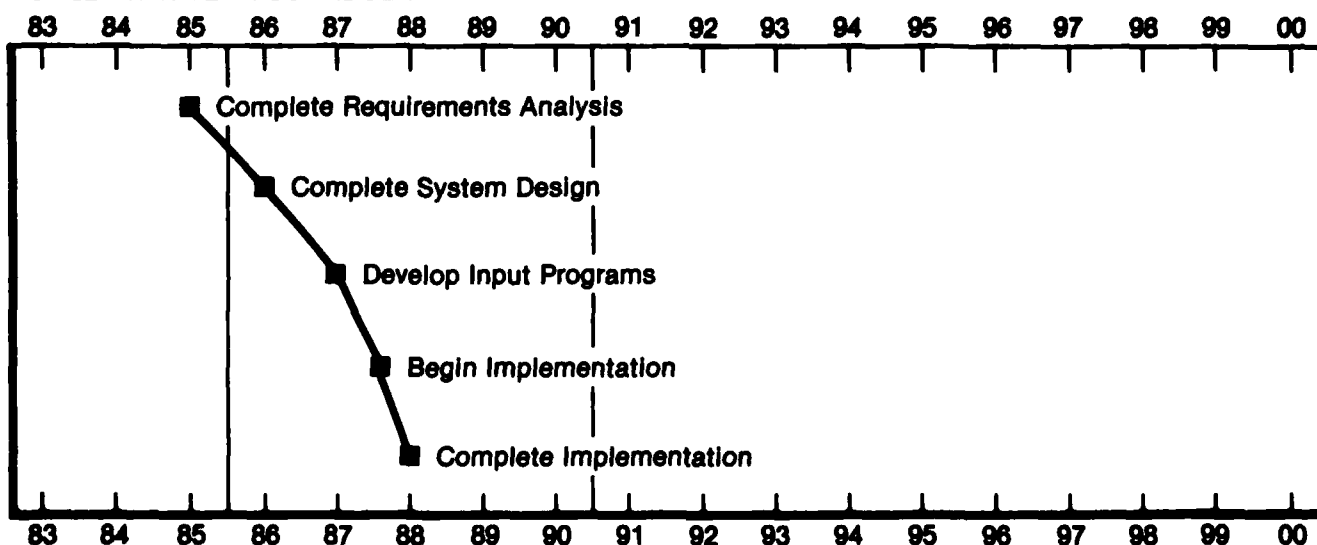 83 84 85 86 87 88 89 90 91 92 93 94 95 96 97 98 99 00
Complete Requirements Analysis
Complete System Design
Develop Input Programs
Begin Implementation
Complete Implementation
83 84 85 86 87 88 89 90 91 92 93 94 95 96 97 98 99 00